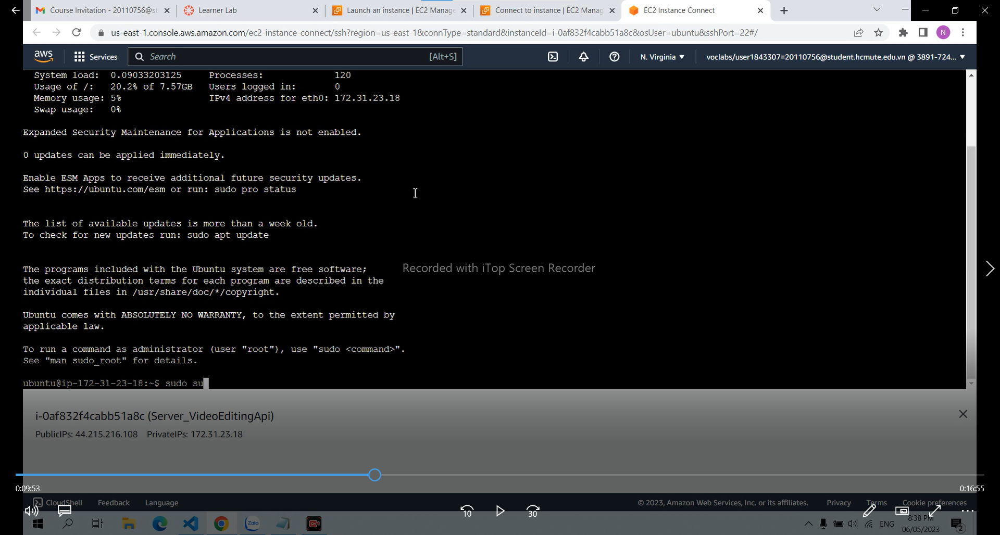 Course Invitation - 20110756@st
Learner Lab
Launch an instance | EC2 Manage
Connect to instance | EC2 Manag
EC2 Instance Connect
us-east-1.console.aws.amazon.com/ec2-instance-connect/ssh?region=us-east-1&connType=standard&instanceId=i-0af832f4cabb51a8c&osUser=ubuntu&sshPort=22#/
N
aws
Services
Search
[Alt+S]
N. Virginia
voclabs/user1843307=20110756@student.hcmute.edu.vn @ 3891-724...
System load: 0.09033203125 Processes: 120
Usage of /: 20.2% of 7.57GB Users logged in: 0
Memory usage: 5% IPv4 address for eth0: 172.31.23.18
Swap usage: 0%
Expanded Security Maintenance for Applications is not enabled.
0 updates can be applied immediately.
Enable ESM Apps to receive additional future security updates.
See https://ubuntu.com/esm or run: sudo pro status
The list of available updates is more than a week old.
To check for new updates run: sudo apt update
The programs included with the Ubuntu system are free software;
the exact distribution terms for each program are described in the
individual files in /usr/share/doc/*/copyright.
Recorded with iTop Screen Recorder
Ubuntu comes with ABSOLUTELY NO WARRANTY, to the extent permitted by
applicable law.
To run a command as administrator (user "root"), use "sudo <command>".
See "man sudo_root" for details.
ubuntu@ip-172-31-23-18:~$ sudo su
i-0af832f4cabb51a8c (Server_VideoEditingApi)
PublicIPs: 44.215.216.108 PrivateIPs: 172.31.23.18
0:09:53
0:16:55
CloudShell
Feedback
Language
© 2023, Amazon Web Services, Inc. or its affiliates.
Privacy
Terms
Cookie preferences
10
30
Zalo
ENG
8:38 PM
06/05/2023
2